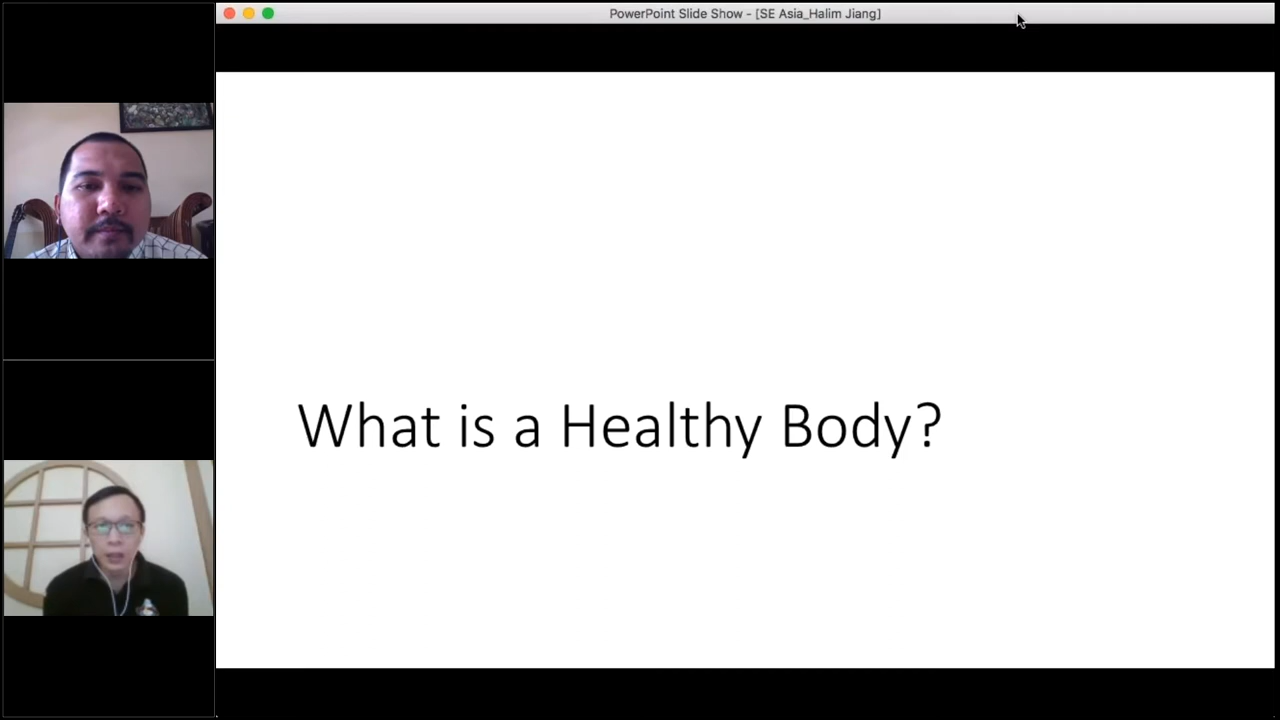 PowerPoint Slide Show - [SE Asia_Halim Jiang]
What is a Healthy Body?